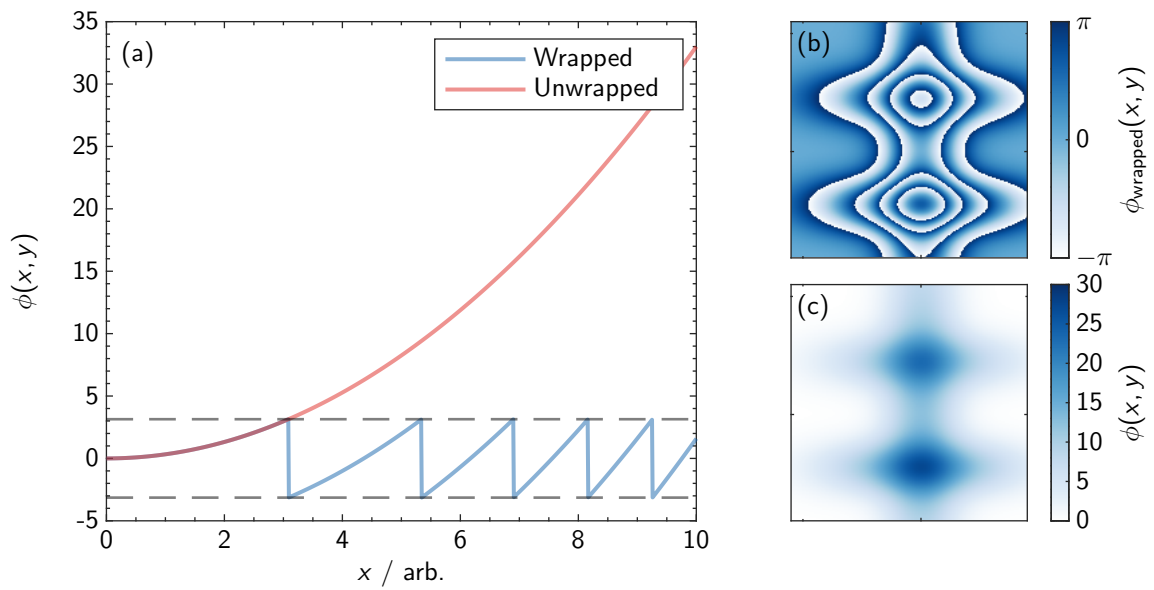 (a)
Wrapped
Unwrapped
35
30
25
20
15
10
5
0
-5
ϕ(x, y)
0
2
4
6
8
10
x / arb.
(b)
π
0
−π
ϕwrapped(x, y)
(c)
30
25
20
15
10
5
0
ϕ(x, y)